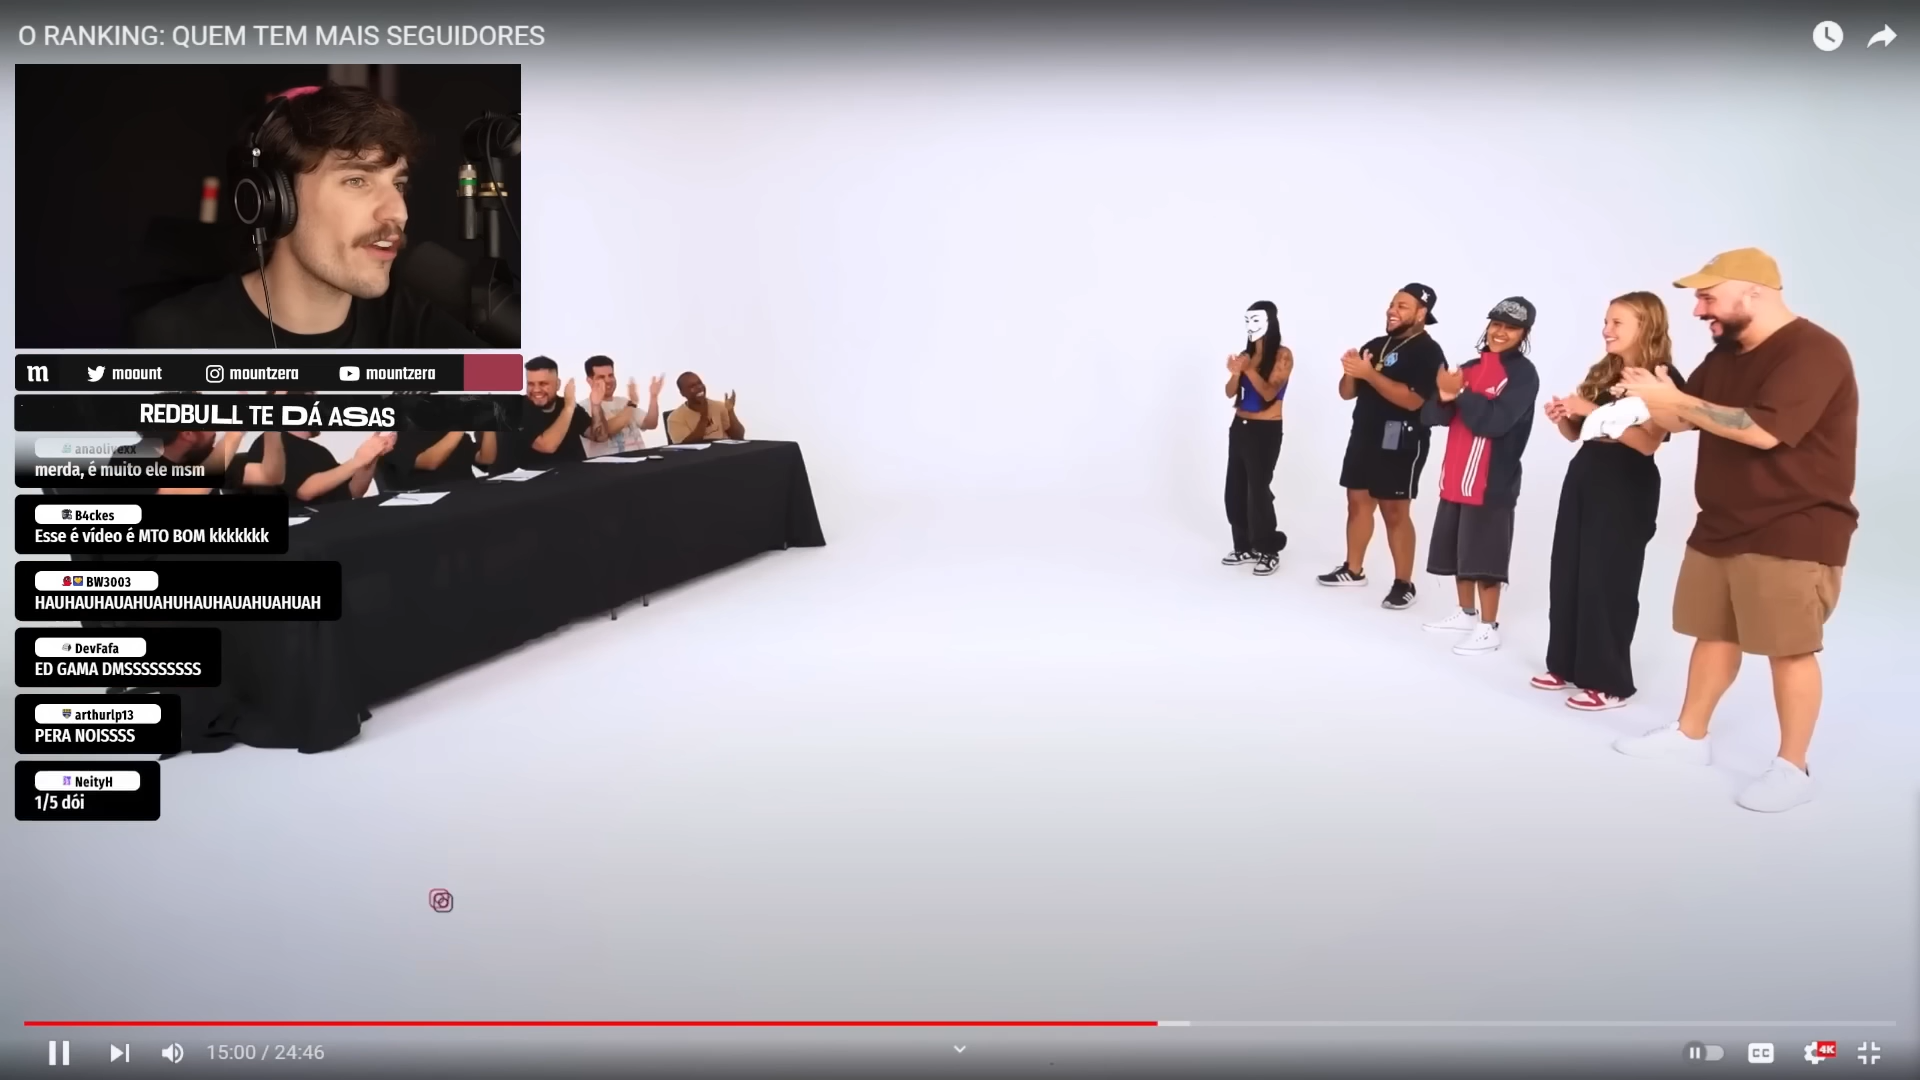 O RANKING: QUEM TEM MAIS SEGUIDORES
m moount mountzera mountzera
REDBULL TE DÁ ASAS
anaolivexx
merda, é muito ele msm
B4ckes
Esse é vídeo é MTO BOM kkkkkkk
BW3003
HAUHAUHAUAHUAHUHAUHAUAHUAHUAH
DevFafa
ED GAMA DMSSSSSSSSS
arthurlp13
PERA NOISSSS
NeityH
1/5 dói
15:00 / 24:46
CC
4K